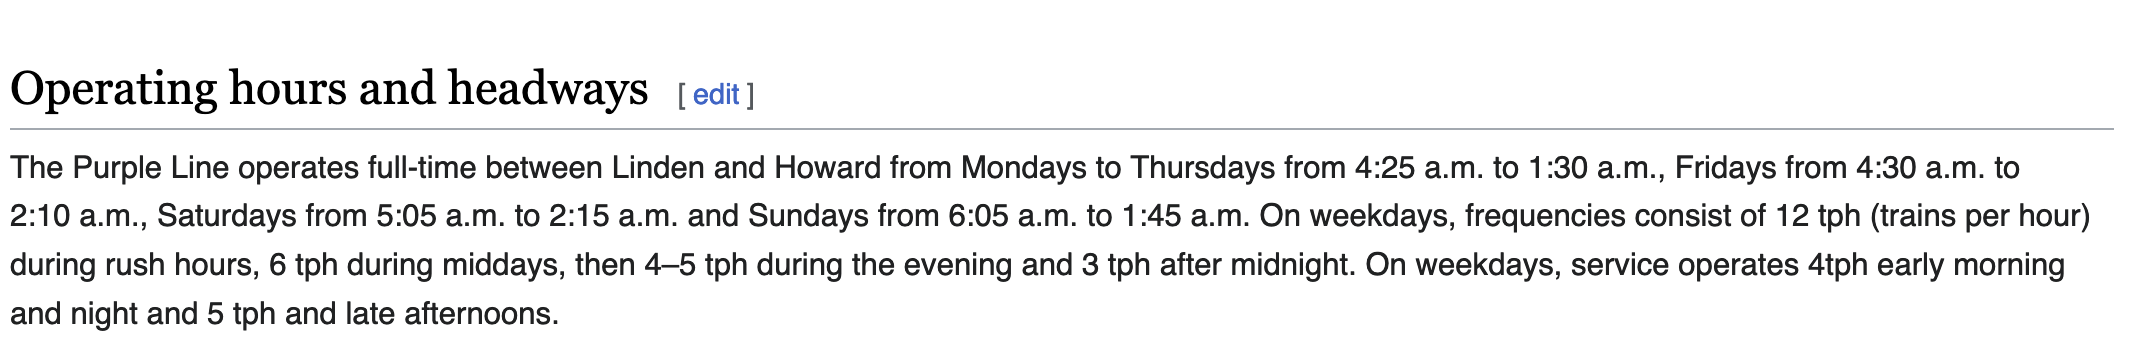 Operating hours and headways [ edit ]
The Purple Line operates full-time between Linden and Howard from Mondays to Thursdays from 4:25 a.m. to 1:30 a.m., Fridays from 4:30 a.m. to
2:10 a.m., Saturdays from 5:05 a.m. to 2:15 a.m. and Sundays from 6:05 a.m. to 1:45 a.m. On weekdays, frequencies consist of 12 tph (trains per hour)
during rush hours, 6 tph during middays, then 4–5 tph during the evening and 3 tph after midnight. On weekdays, service operates 4tph early morning
and night and 5 tph and late afternoons.